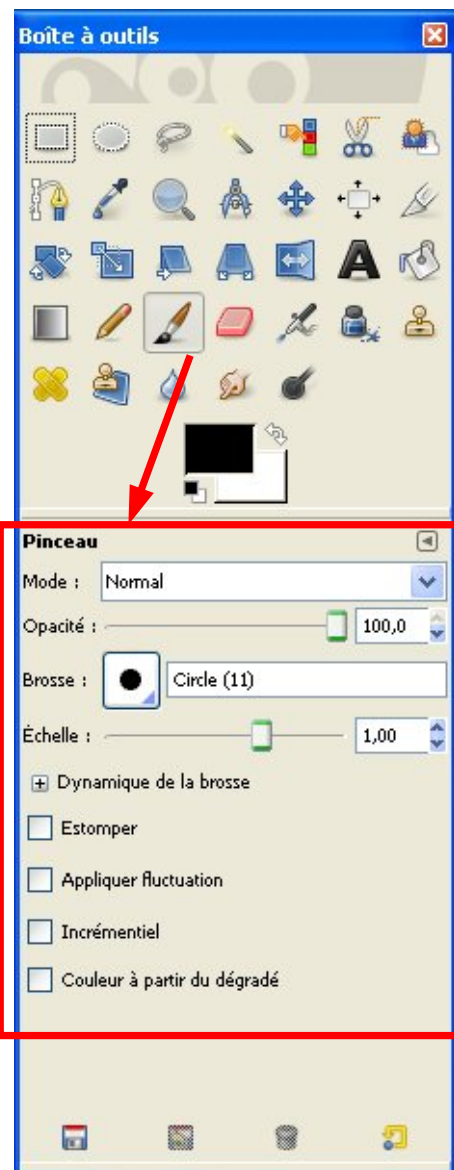 Boîte à outils
Pinceau
Mode : Normal
Opacité : 100,0
Brosse : Circle (11)
Échelle : 1,00
Dynamique de la brosse
Estomper
Appliquer fluctuation
Incrémentiel
Couleur à partir du dégradé